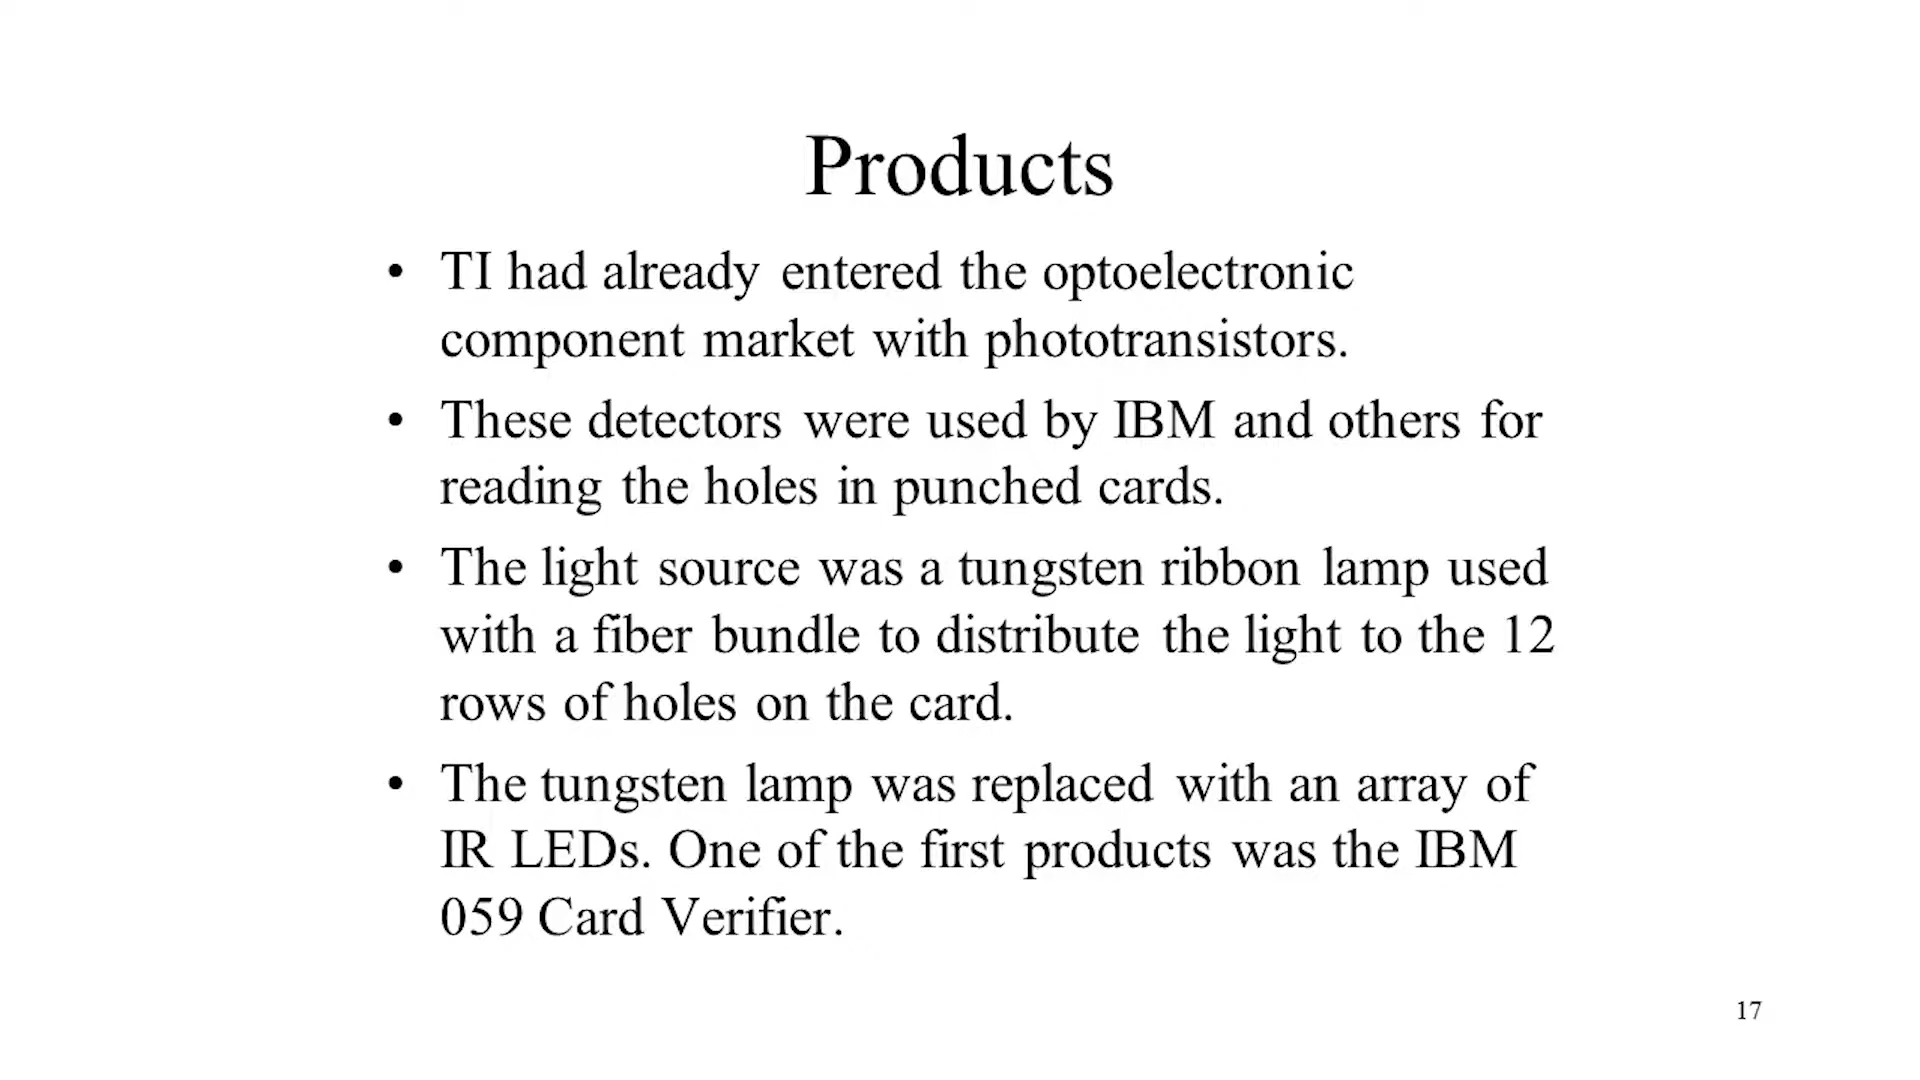 Products
• TI had already entered the optoelectronic
component market with phototransistors.
• These detectors were used by IBM and others for
reading the holes in punched cards.
• The light source was a tungsten ribbon lamp used
with a fiber bundle to distribute the light to the 12
rows of holes on the card.
• The tungsten lamp was replaced with an array of
IR LEDs. One of the first products was the IBM
059 Card Verifier.
17